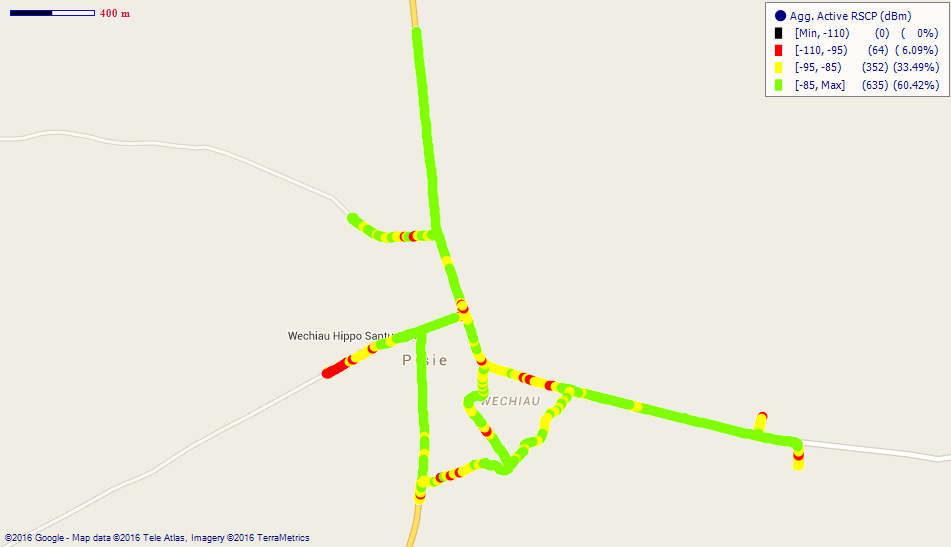 400 m
Agg. Active RSCP (dBm)
[Min, -110) (0) ( 0%)
[-110, -95) (64) ( 6.09%)
[-95, -85) (352) (33.49%)
[-85, Max] (635) (60.42%)
Wechiau Hippo
WECHIAU
©2016 Google - Map data ©2016 Tele Atlas, Imagery ©2016 TerraMetrics